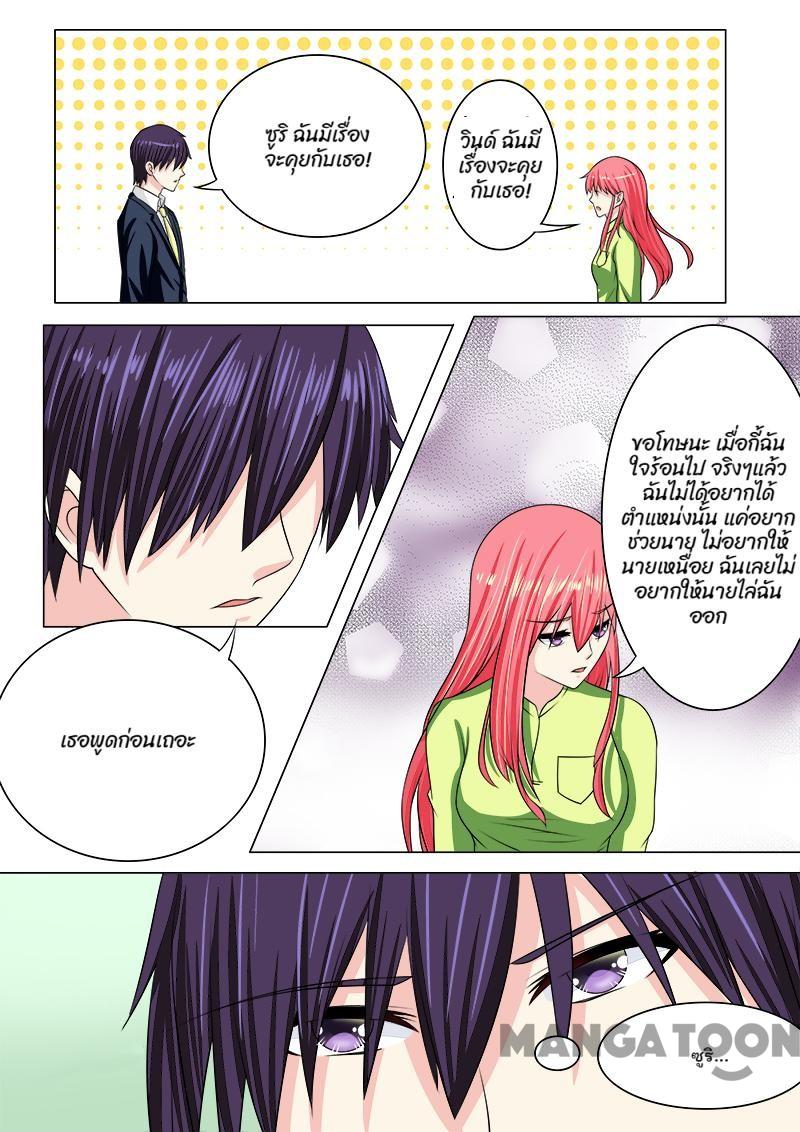 ซูริ ฉันมีเรื่อง
จะคุยกับเธอ!
วินด์ ฉันมี
เรื่องจะคุย
กับเธอ!
เธอพูดก่อนเถอะ
ขอโทษนะ เมื่อกี้ฉัน
ใจร้อนไป จริงๆแล้ว
ฉันไม่ได้อยากได้
ตำแหน่งนั้น แค่อยาก
ช่วยนาย ไม่อยากให้
นายเหนื่อย ฉันเลยไม่
อยากให้นายไล่ฉัน
ออก
ซูริ...
MANGATOON